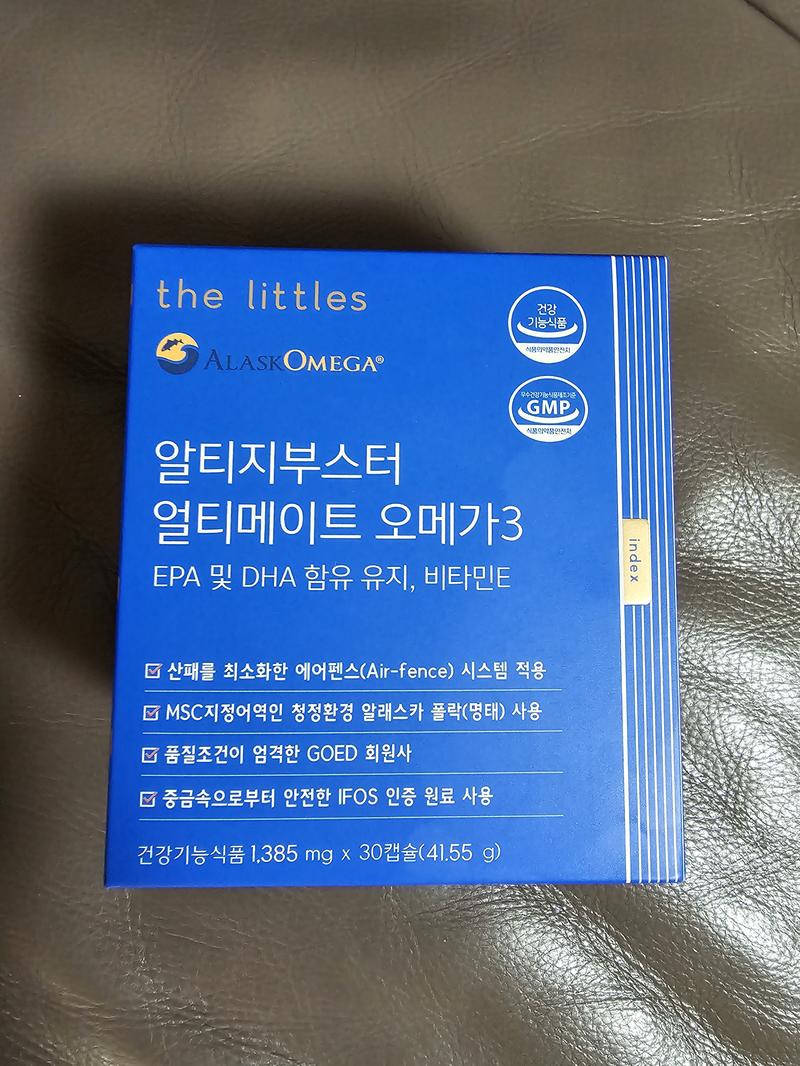 the littles
ALASKOMEGA®
건강
기능식품
식품의약품안전처
우수건강기능식품제조기준
GMP
식품의약품안전처
알티지부스터
얼티메이트 오메가3
EPA 및 DHA 함유 유지, 비타민E
index
산패를 최소화한 에어펜스(Air-fence) 시스템 적용
MSC지정어역인 청정환경 알래스카 폴락(명태) 사용
품질조건이 엄격한 GOED 회원사
중금속으로부터 안전한 IFOS 인증 원료 사용
건강기능식품 1,385 mg x 30캡슐(41.55 g)